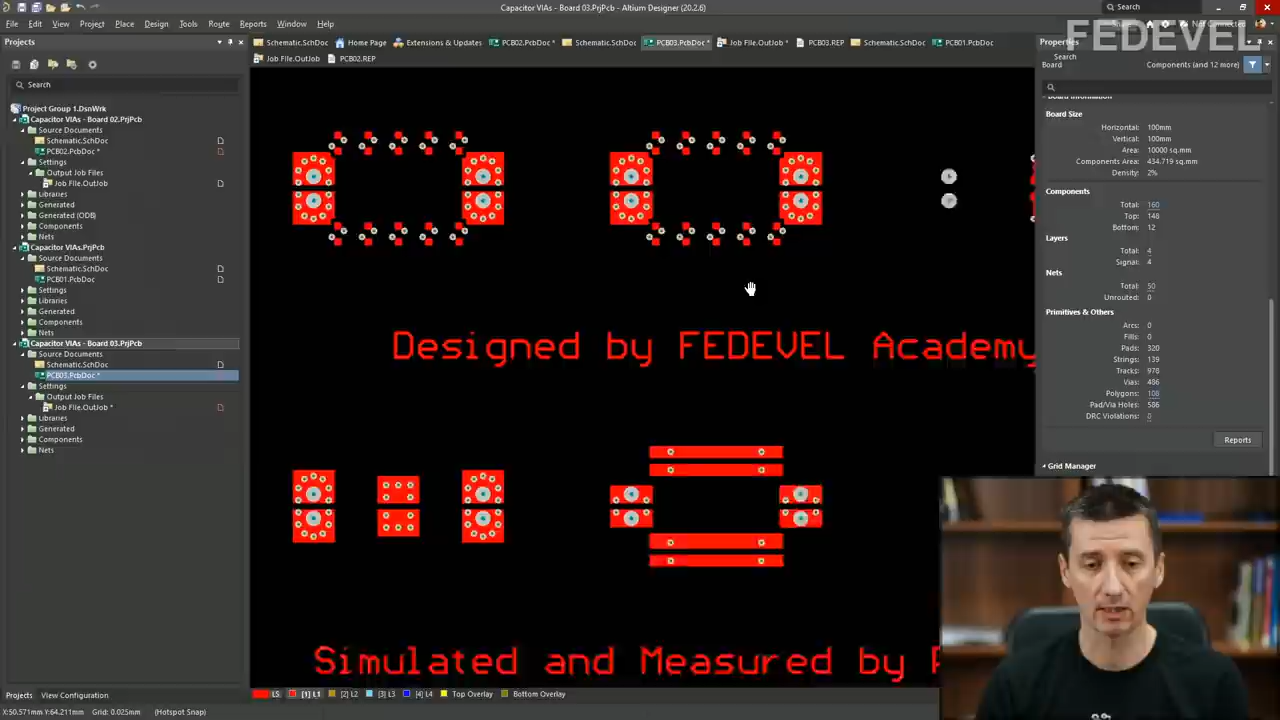 Capacitor VIAs - Board 03.PrjPcb - Altium Designer (20.2.6)
Search
File Edit View Project Place Design Tools Route Reports Window Help
Not Connected
FEDEVEL
Projects
Schematic.SchDoc Home Page Extensions & Updates PCB02.PcbDoc * Schematic.SchDoc PCB03.PcbDoc * Job File.OutJob * PCB03.REP Schematic.SchDoc PCB01.PcbDoc
Job File.OutJob PCB02.REP
Search
Project Group 1.DsnWrk
Capacitor VIAs - Board 02.PrjPcb
Source Documents
Schematic.SchDoc
PCB02.PcbDoc *
Settings
Output Job Files
Job File.OutJob
Libraries
Generated
Generated (ODB)
Components
Nets
Capacitor VIAs.PrjPcb
Source Documents
Schematic.SchDoc
PCB01.PcbDoc
Settings
Libraries
Generated
Components
Nets
Capacitor VIAs - Board 03.PrjPcb
Source Documents
Schematic.SchDoc
PCB03.PcbDoc *
Settings
Output Job Files
Job File.OutJob *
Libraries
Generated
Components
Nets
Designed by FEDEVEL Academy
Simulated and Measured by
Properties
Search
Board Components (and 12 more)
Board Information
Board Size
Horizontal: 100mm
Vertical: 100mm
Area: 10000 sq.mm
Components Area: 434.719 sq.mm
Density: 2%
Components
Total: 160
Top: 148
Bottom: 12
Layers
Total: 4
Signal: 4
Nets
Total: 50
Unrouted: 0
Primitives & Others
Arcs: 0
Fills: 0
Pads: 320
Strings: 139
Tracks: 978
Vias: 486
Polygons: 108
Pad/Via Holes: 586
DRC Violations: 0
Reports
Grid Manager
Projects View Configuration
LS [1] L1 [2] L2 [3] L3 [4] L4 Top Overlay Bottom Overlay
X:50.571mm Y:64.211mm Grid: 0.025mm (Hotspot Snap)